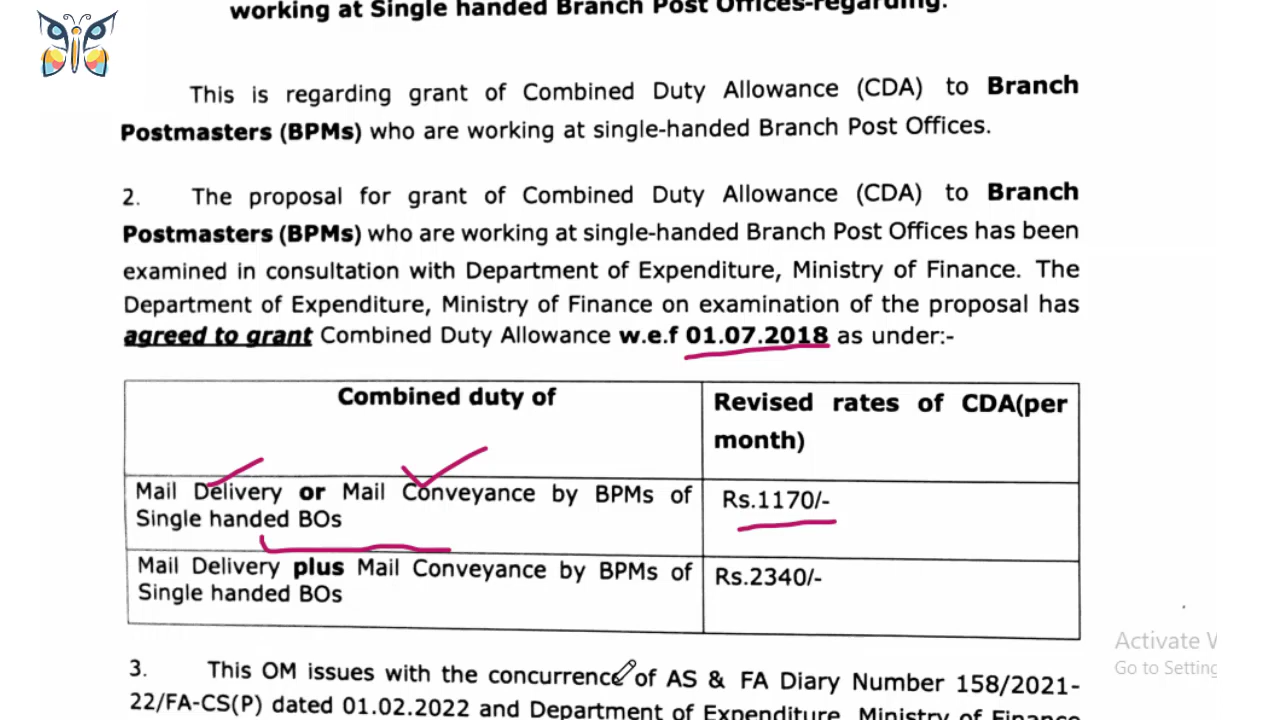 working at Single handed Branch Post Offices-regarding.
This is regarding grant of Combined Duty Allowance (CDA) to Branch
Postmasters (BPMs) who are working at single-handed Branch Post Offices.
2. The proposal for grant of Combined Duty Allowance (CDA) to Branch
Postmasters (BPMs) who are working at single-handed Branch Post Offices has been
examined in consultation with Department of Expenditure, Ministry of Finance. The
Department of Expenditure, Ministry of Finance on examination of the proposal has
agreed to grant Combined Duty Allowance w.e.f 01.07.2018 as under:-
Combined duty of
Revised rates of CDA(per
month)
Mail Delivery or Mail Conveyance by BPMs of
Single handed BOs
Rs.1170/-
Mail Delivery plus Mail Conveyance by BPMs of
Single handed BOs
Rs.2340/-
3. This OM issues with the concurrence of AS & FA Diary Number 158/2021-
22/FA-CS(P) dated 01.02.2022 and Department of Expenditure, Ministry of Finance
Activate
Go to Setting